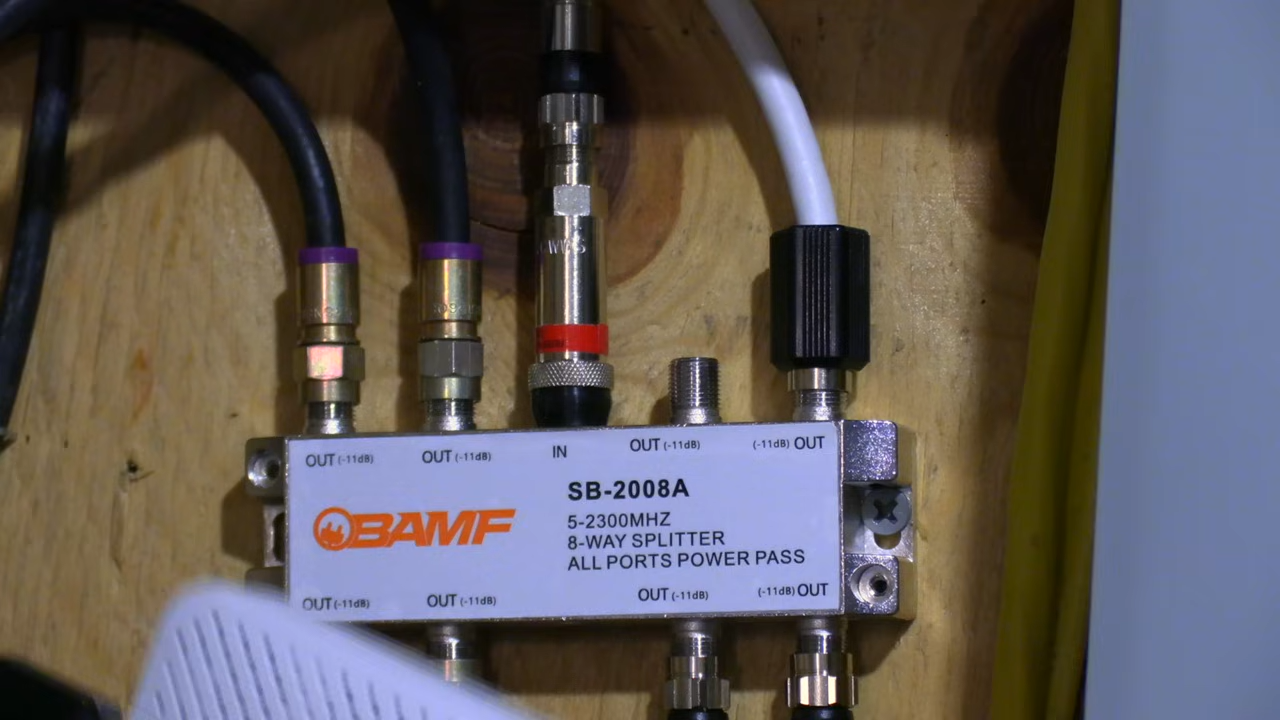 OUT (-11dB) OUT (-11dB) IN OUT (-11dB) (-11dB) OUT
SB-2008A
BAMF
5-2300MHZ
8-WAY SPLITTER
ALL PORTS POWER PASS
OUT (-11dB) OUT (-11dB) OUT (-11dB) (-11dB) OUT